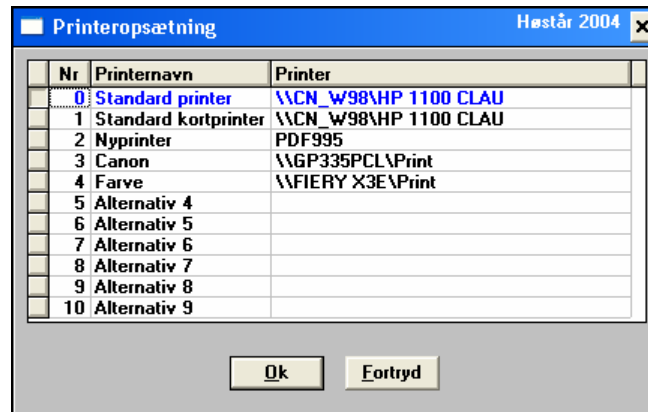 Printeropsætning Høstår 2004
Nr Printernavn Printer
0 Standard printer \\CN_W98\HP 1100 CLAU
1 Standard kortprinter \\CN_W98\HP 1100 CLAU
2 Nyprinter PDF995
3 Canon \\GP335PCL\Print
4 Farve \\FIERY X3E\Print
5 Alternativ 4
6 Alternativ 5
7 Alternativ 6
8 Alternativ 7
9 Alternativ 8
10 Alternativ 9
Ok Fortryd